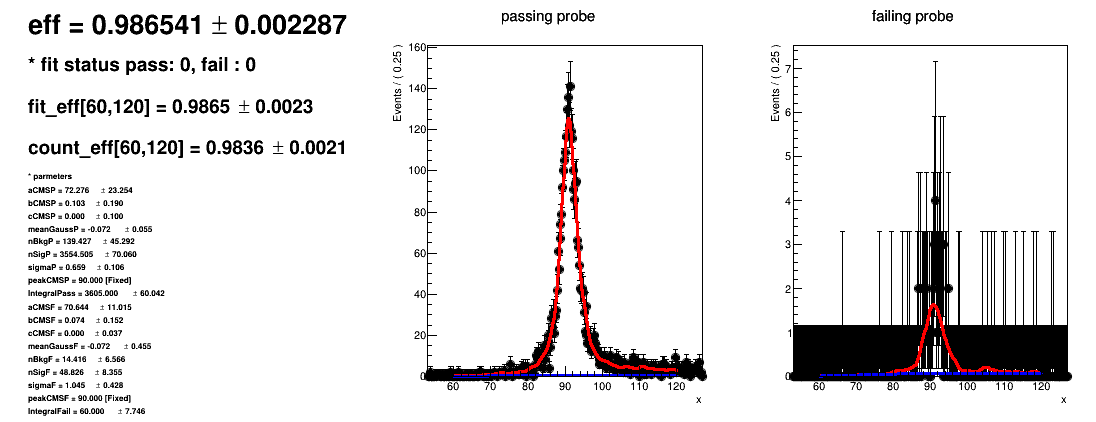 eff = 0.986541 ± 0.002287
* fit status pass: 0, fail : 0
fit_eff[60,120] = 0.9865 ± 0.0023
count_eff[60,120] = 0.9836 ± 0.0021
* parmeters
aCMSP = 72.276 ± 23.254
bCMSP = 0.103 ± 0.190
cCMSP = 0.000 ± 0.100
meanGaussP = -0.072 ± 0.055
nBkgP = 139.427 ± 45.292
nSigP = 3554.505 ± 70.060
sigmaP = 0.659 ± 0.106
peakCMSP = 90.000 [Fixed]
IntegralPass = 3605.000 ± 60.042
aCMSF = 70.644 ± 11.015
bCMSF = 0.074 ± 0.152
cCMSF = 0.000 ± 0.037
meanGaussF = -0.072 ± 0.455
nBkgF = 14.416 ± 6.566
nSigF = 48.826 ± 8.355
sigmaF = 1.045 ± 0.428
peakCMSF = 90.000 [Fixed]
IntegralFail = 60.000 ± 7.746
passing probe
Events / ( 0.25 )
160
140
120
100
80
60
40
20
0
60 70 80 90 100 110 120
x
failing probe
Events / ( 0.25 )
7
6
5
4
3
2
1
0
60 70 80 90 100 110 120
x